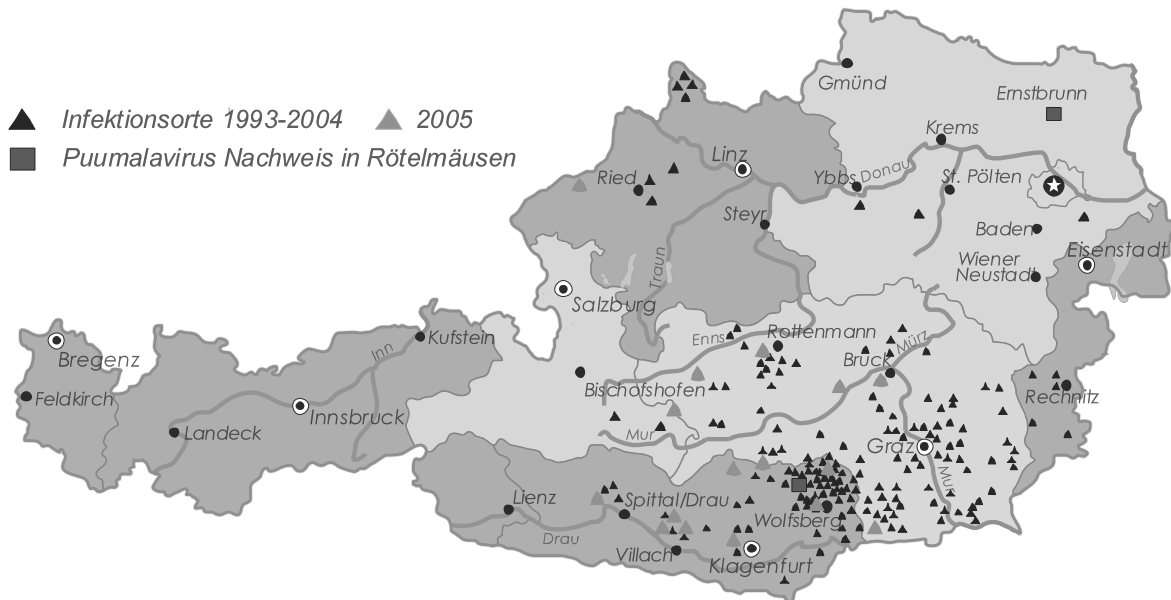 Infektionsorte 1993-2004
2005
Puumalavirus Nachweis in Rötelmäusen
Gmünd
Ernstbrunn
Krems
Linz
Ried
Ybbs
Donau
St. Pölten
Steyr
Baden
Eisenstadt
Wiener
Neustadt
Traun
Salzburg
Enns
Rottenmann
Mürz
Bruck
Kufstein
Inn
Bregenz
Bischofshofen
Feldkirch
Rechnitz
Innsbruck
Landeck
Mur
Graz
Mur
Lienz
Spittal/Drau
Wolfsberg
Drau
Villach
Klagenfurt